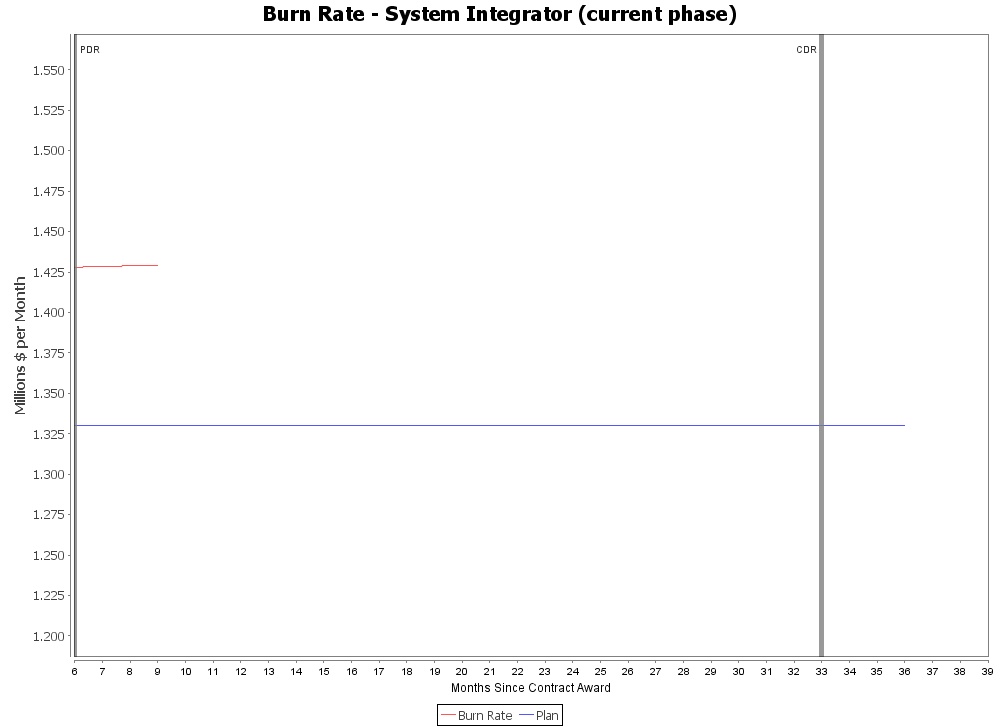 Burn Rate - System Integrator (current phase)
PDR
CDR
1.550
1.525
1.500
1.475
1.450
1.425
1.400
1.375
1.350
1.325
1.300
1.275
1.250
1.225
1.200
Millions $ per Month
6 7 8 9 10 11 12 13 14 15 16 17 18 19 20 21 22 23 24 25 26 27 28 29 30 31 32 33 34 35 36 37 38 39
Months Since Contract Award
Burn Rate Plan